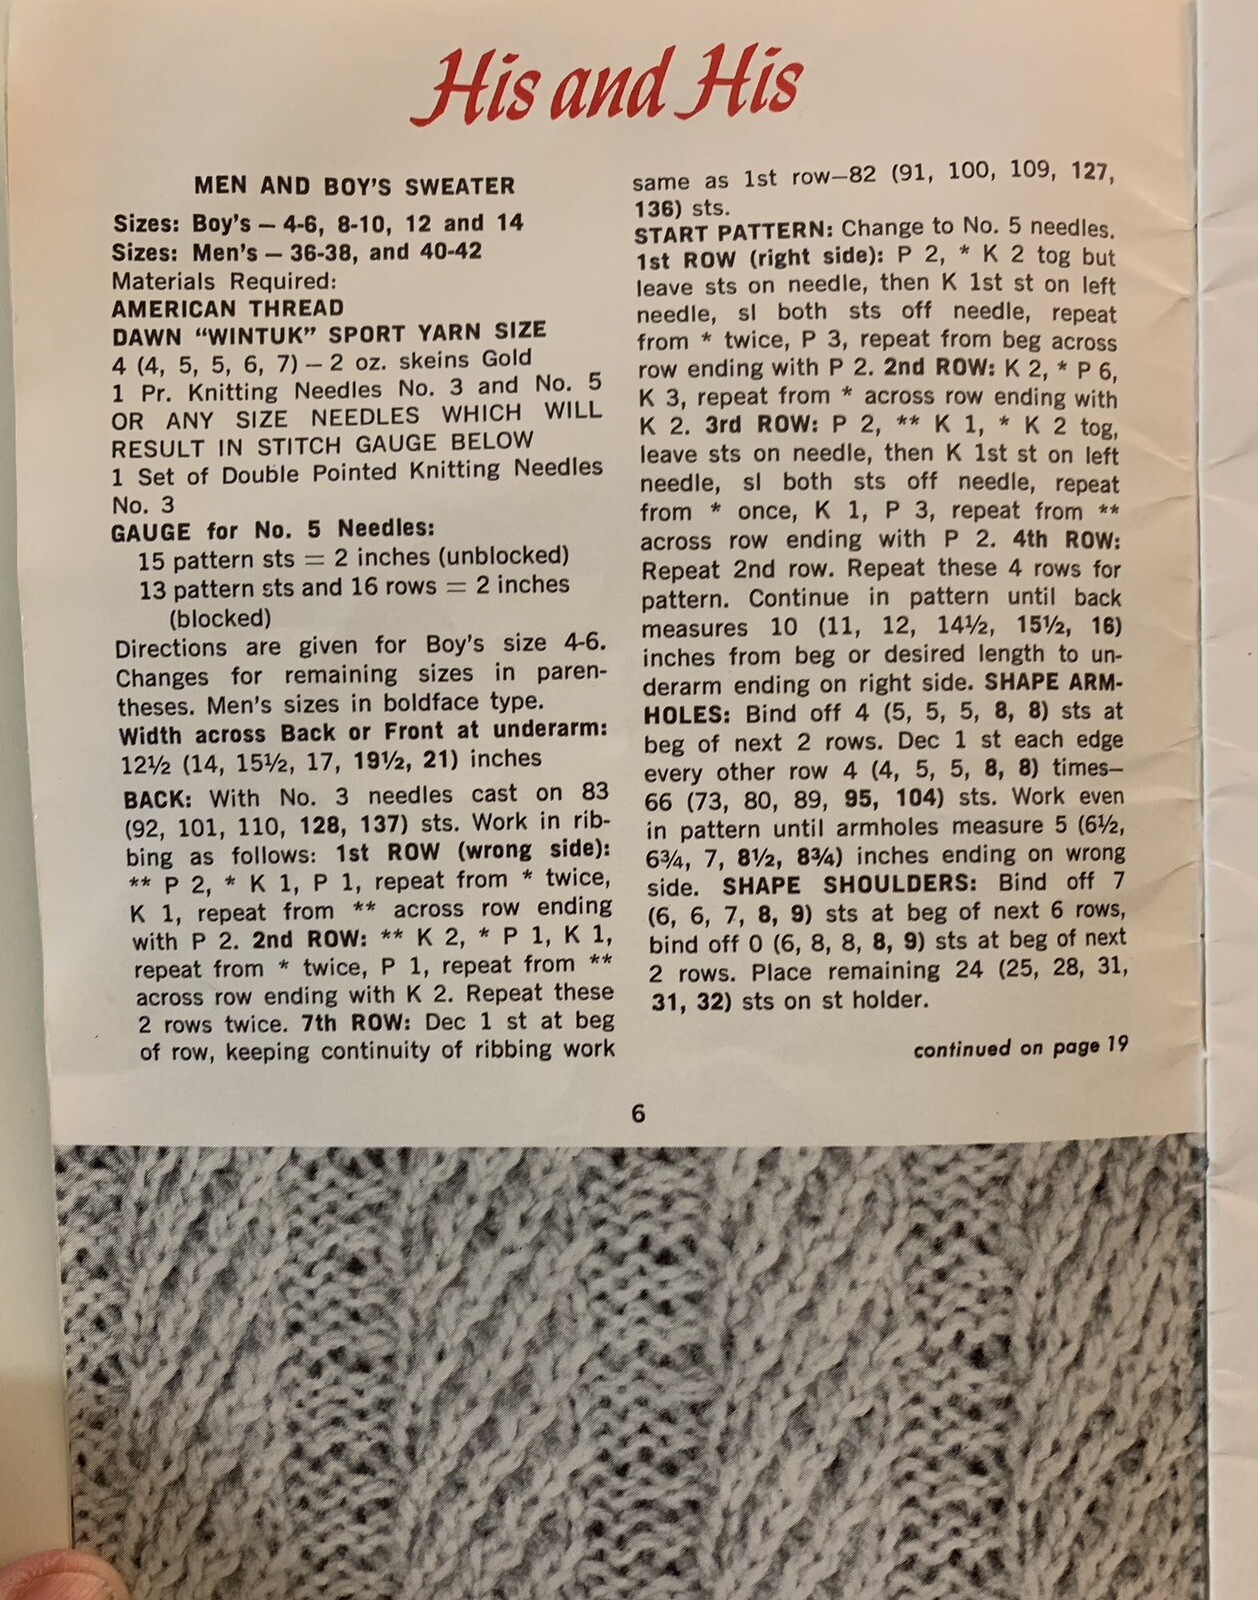 His and His
MEN AND BOY'S SWEATER
Sizes: Boy's — 4-6, 8-10, 12 and 14
Sizes: Men's — 36-38, and 40-42
Materials Required:
AMERICAN THREAD
DAWN "WINTUK" SPORT YARN SIZE
4 (4, 5, 5, 6, 7) — 2 oz. skeins Gold
1 Pr. Knitting Needles No. 3 and No. 5
OR ANY SIZE NEEDLES WHICH WILL
RESULT IN STITCH GAUGE BELOW
1 Set of Double Pointed Knitting Needles
No. 3
GAUGE for No. 5 Needles:
15 pattern sts = 2 inches (unblocked)
13 pattern sts and 16 rows = 2 inches
(blocked)
Directions are given for Boy's size 4-6.
Changes for remaining sizes in paren-
theses. Men's sizes in boldface type.
Width across Back or Front at underarm:
12½ (14, 15½, 17, 19½, 21) inches
BACK: With No. 3 needles cast on 83
(92, 101, 110, 128, 137) sts. Work in rib-
bing as follows: 1st ROW (wrong side):
** P 2, * K 1, P 1, repeat from * twice,
K 1, repeat from ** across row ending
with P 2. 2nd ROW: ** K 2, * P 1, K 1,
repeat from * twice, P 1, repeat from **
across row ending with K 2. Repeat these
2 rows twice. 7th ROW: Dec 1 st at beg
of row, keeping continuity of ribbing work
same as 1st row—82 (91, 100, 109, 127,
136) sts.
START PATTERN: Change to No. 5 needles.
1st ROW (right side): P 2, * K 2 tog but
leave sts on needle, then K 1st st on left
needle, sl both sts off needle, repeat
from * twice, P 3, repeat from beg across
row ending with P 2. 2nd ROW: K 2, * P 6,
K 3, repeat from * across row ending with
K 2. 3rd ROW: P 2, ** K 1, * K 2 tog,
leave sts on needle, then K 1st st on left
needle, sl both sts off needle, repeat
from * once, K 1, P 3, repeat from **
across row ending with P 2. 4th ROW:
Repeat 2nd row. Repeat these 4 rows for
pattern. Continue in pattern until back
measures 10 (11, 12, 14½, 15½, 16)
inches from beg or desired length to un-
derarm ending on right side. SHAPE ARM-
HOLES: Bind off 4 (5, 5, 5, 8, 8) sts at
beg of next 2 rows. Dec 1 st each edge
every other row 4 (4, 5, 5, 8, 8) times—
66 (73, 80, 89, 95, 104) sts. Work even
in pattern until armholes measure 5 (6½,
6¾, 7, 8½, 8¾) inches ending on wrong
side. SHAPE SHOULDERS: Bind off 7
(6, 6, 7, 8, 9) sts at beg of next 6 rows,
bind off 0 (6, 8, 8, 8, 9) sts at beg of next
2 rows. Place remaining 24 (25, 28, 31,
31, 32) sts on st holder.
continued on page 19
6